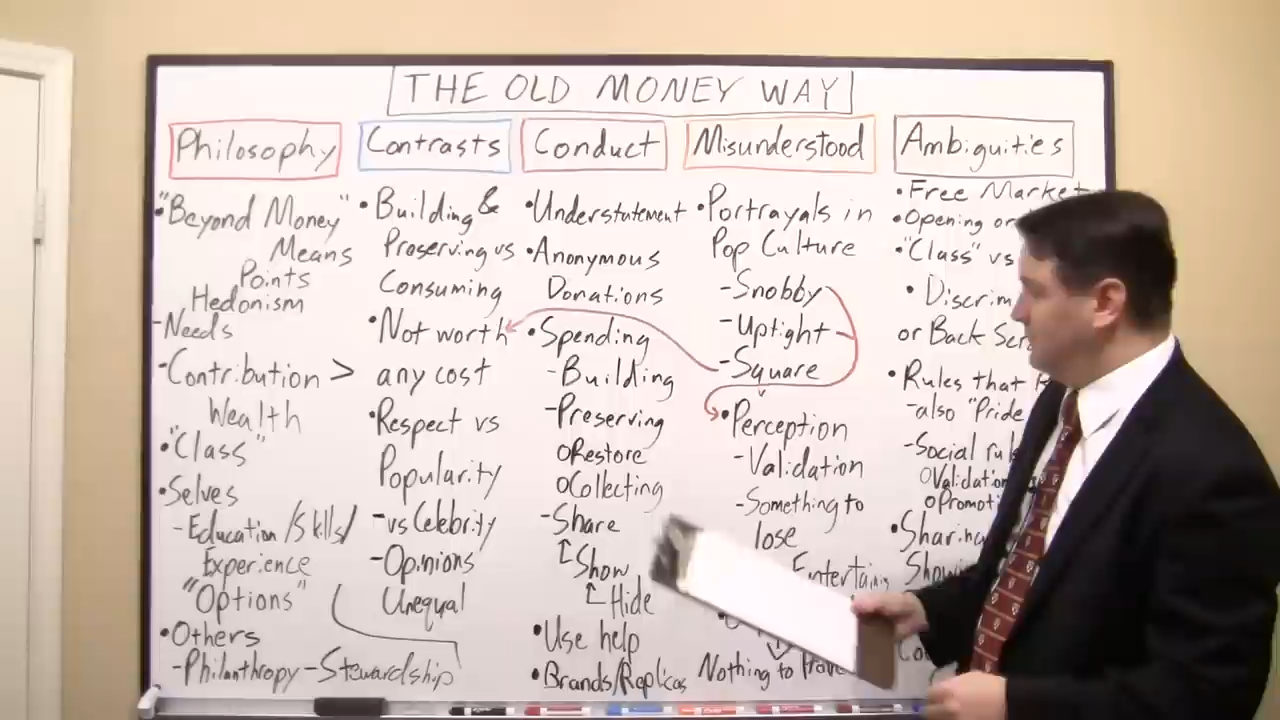 THE OLD MONEY WAY
Philosophy
• "Beyond Money"
Means
Points
Hedonism
-Needs
-Contribution >
Wealth
• "Class"
• Selves
-Education/Skills/
Experience
"Options"
• Others
-Philanthropy -Stewardship
Contrasts
• Building &
Preserving vs
Consuming
• Not worth
any cost
• Respect vs
Popularity
-vs Celebrity
-Opinions
Unequal
Conduct
• Understatement
• Anonymous
Donations
• Spending
-Building
-Preserving
oRestore
oCollecting
-Share
Show
Hide
• Use help
• Brands/Replicas
Misunderstood
• Portrayals in
Pop Culture
-Snobby
-Uptight
-Square
• Perception
-Validation
-Something to
lose
Nothing to
Ambiguities
• Free Market
• Opening
• "Class" vs
•
or Back
• Rules that
-also "Pride
-Social
o
o
•